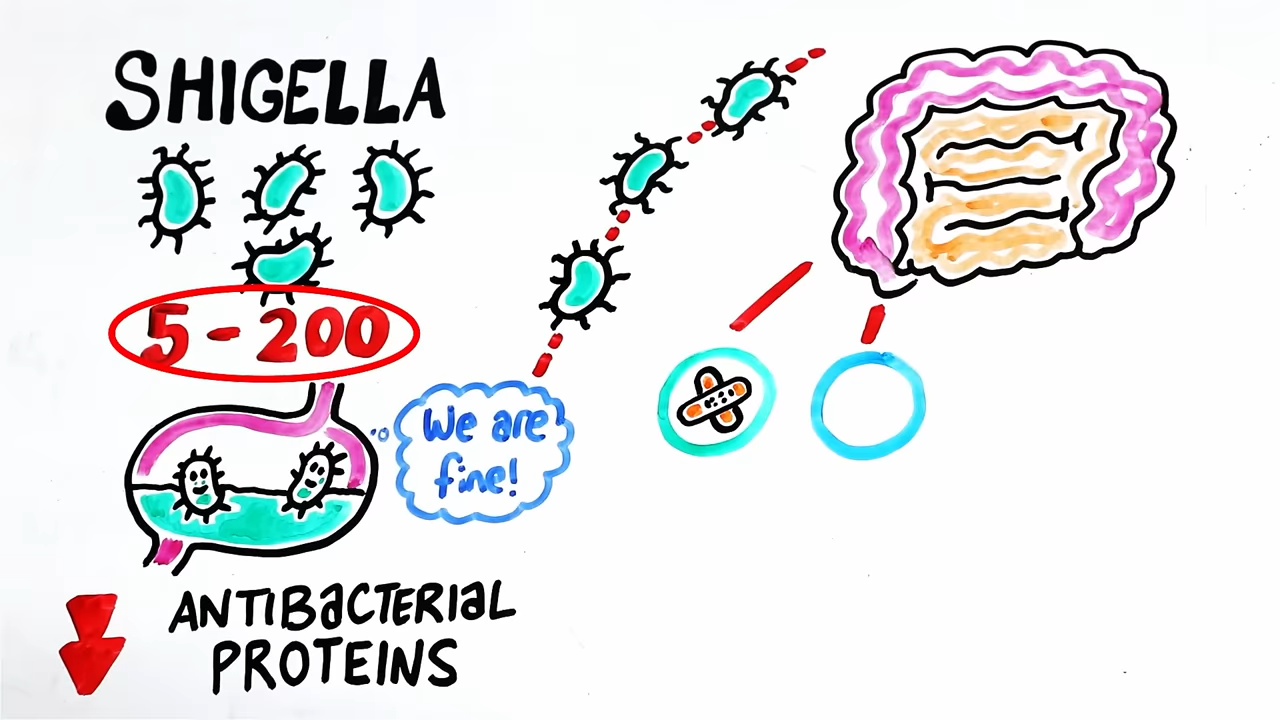 SHIGELLA
5-200
We are
fine!
ANTIBACTERIAL
PROTEINS